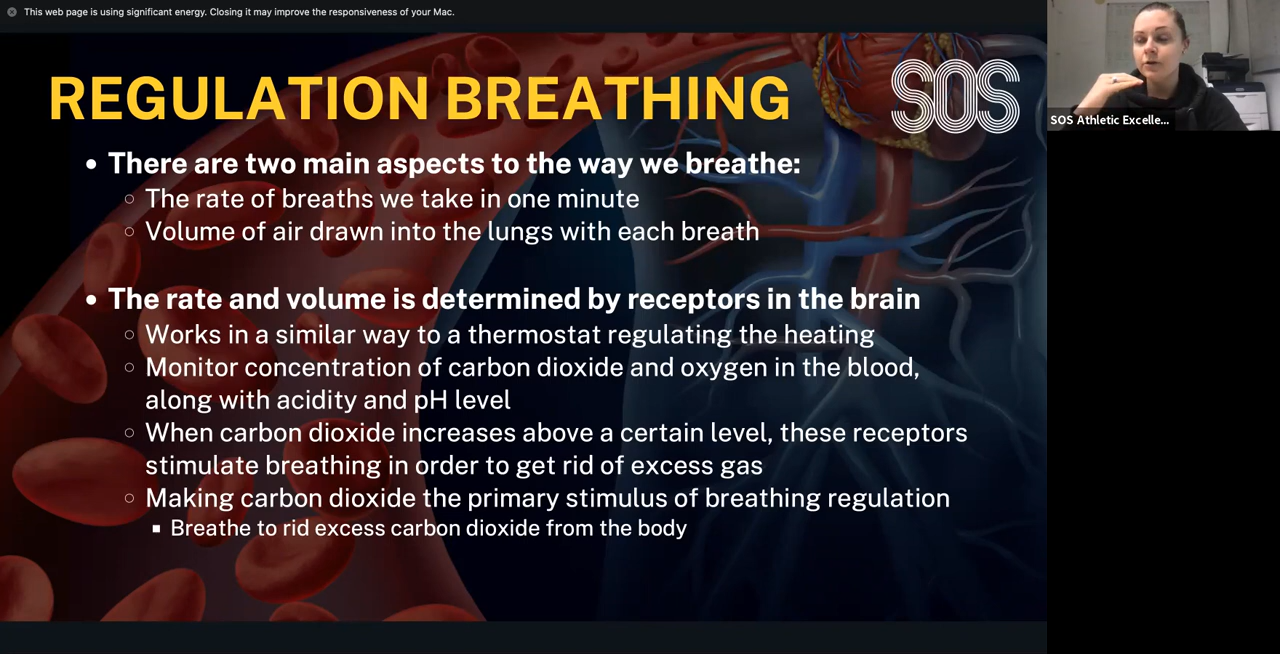 This web page is using significant energy. Closing it may improve the responsiveness of your Mac.
REGULATION BREATHING
SOS
• There are two main aspects to the way we breathe:
○ The rate of breaths we take in one minute
○ Volume of air drawn into the lungs with each breath
• The rate and volume is determined by receptors in the brain
○ Works in a similar way to a thermostat regulating the heating
○ Monitor concentration of carbon dioxide and oxygen in the blood,
along with acidity and pH level
○ When carbon dioxide increases above a certain level, these receptors
stimulate breathing in order to get rid of excess gas
○ Making carbon dioxide the primary stimulus of breathing regulation
▪ Breathe to rid excess carbon dioxide from the body
SOS Athletic Excelle...